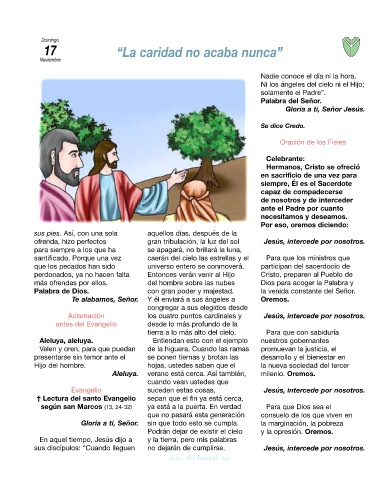 Domingo
17
Noviembre
“La caridad no acaba nunca”
sus pies. Así, con una sola
ofrenda, hizo perfectos
para siempre a los que ha
santificado. Porque una vez
que los pecados han sido
perdonados, ya no hacen falta
más ofrendas por ellos.
Palabra de Dios.
Te alabamos, Señor.
Aclamación
antes del Evangelio
Aleluya, aleluya.
Velen y oren, para que puedan
presentarse sin temor ante el
Hijo del hombre.
Aleluya.
Evangelio
† Lectura del santo Evangelio
según san Marcos (13, 24-32)
Gloria a ti, Señor.
En aquel tiempo, Jesús dijo a
sus discípulos: “Cuando lleguen
aquellos días, después de la
gran tribulación, la luz del sol
se apagará, no brillará la luna,
caerán del cielo las estrellas y el
universo entero se conmoverá.
Entonces verán venir al Hijo
del hombre sobre las nubes
con gran poder y majestad.
Y él enviará a sus ángeles a
congregar a sus elegidos desde
los cuatro puntos cardinales y
desde lo más profundo de la
tierra a lo más alto del cielo.
Entiendan esto con el ejemplo
de la higuera. Cuando las ramas
se ponen tiernas y brotan las
hojas, ustedes saben que el
verano está cerca. Así también,
cuando vean ustedes que
suceden estas cosas,
sepan que el fin ya está cerca,
ya está a la puerta. En verdad
que no pasará esta generación
sin que todo esto se cumpla.
Podrán dejar de existir el cielo
y la tierra, pero mis palabras
no dejarán de cumplirse.
Nadie conoce el día ni la hora.
Ni los ángeles del cielo ni el Hijo;
solamente el Padre”.
Palabra del Señor.
Gloria a ti, Señor Jesús.
Se dice Credo.
Oración de los Fieles
Celebrante:
Hermanos, Cristo se ofreció
en sacrificio de una vez para
siempre, Él es el Sacerdote
capaz de compadecerse
de nosotros y de interceder
ante el Padre por cuanto
necesitamos y deseamos.
Por eso, oremos diciendo:
Jesús, intercede por nosotros.
Para que los ministros que
participan del sacerdocio de
Cristo, preparen al Pueblo de
Dios para acoger la Palabra y
la venida constante del Señor.
Oremos.
Jesús, intercede por nosotros.
Para que con sabiduría
nuestros gobernantes
promuevan la justicia, el
desarrollo y el bienestar en
la nueva sociedad del tercer
milenio. Oremos.
Jesús, intercede por nosotros.
Para que Dios sea el
consuelo de los que viven en
la marginación, la pobreza
y la opresión. Oremos.
Jesús, intercede por nosotros.